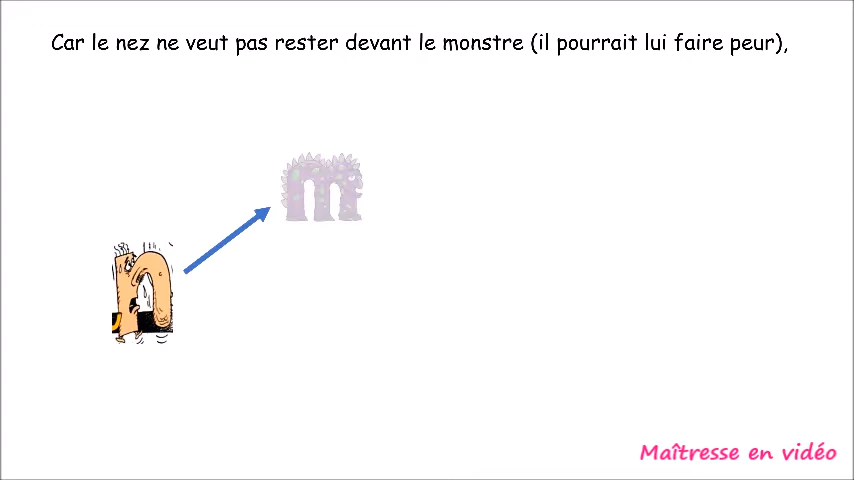 Car le nez ne veut pas rester devant le monstre (il pourrait lui faire peur),
m
n
Maîtresse en vidéo